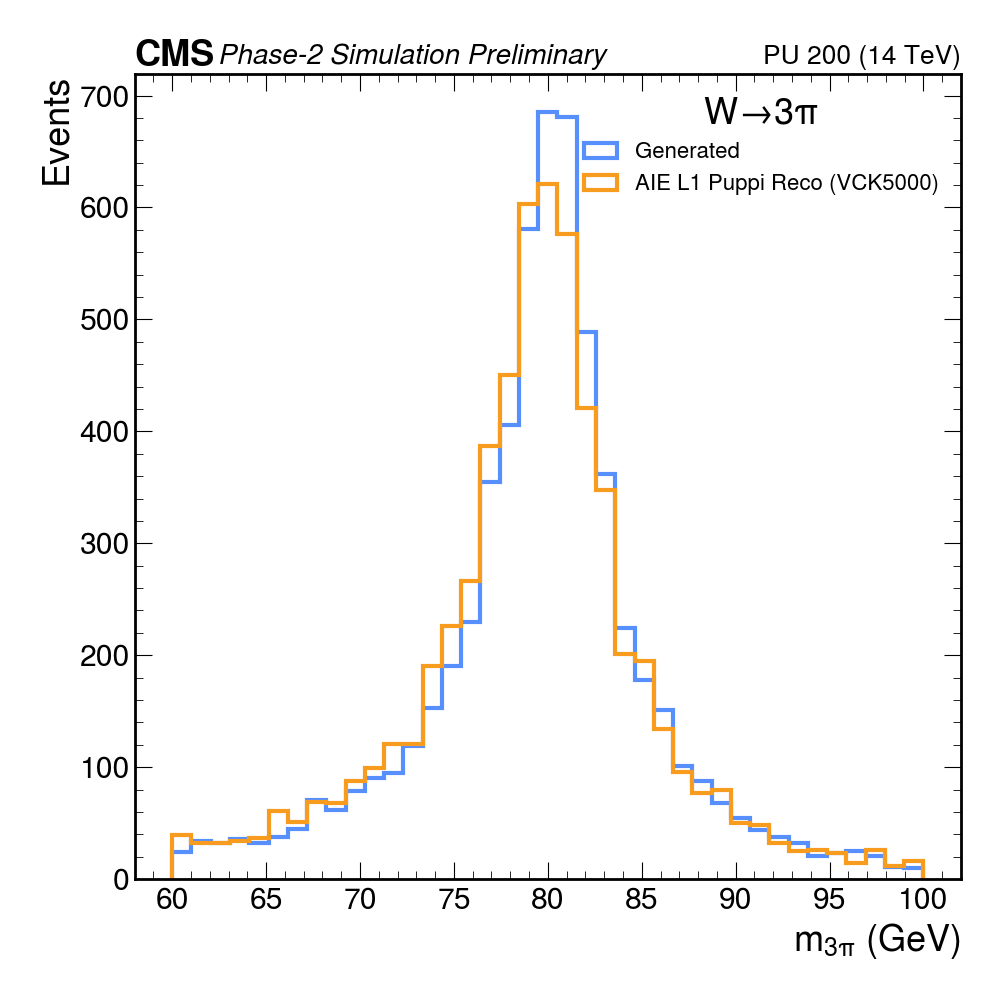 CMS Phase-2 Simulation Preliminary PU 200 (14 TeV)
Events
W→3π
Generated
AIE L1 Puppi Reco (VCK5000)
700
600
500
400
300
200
100
0
60 65 70 75 80 85 90 95 100
m3π (GeV)